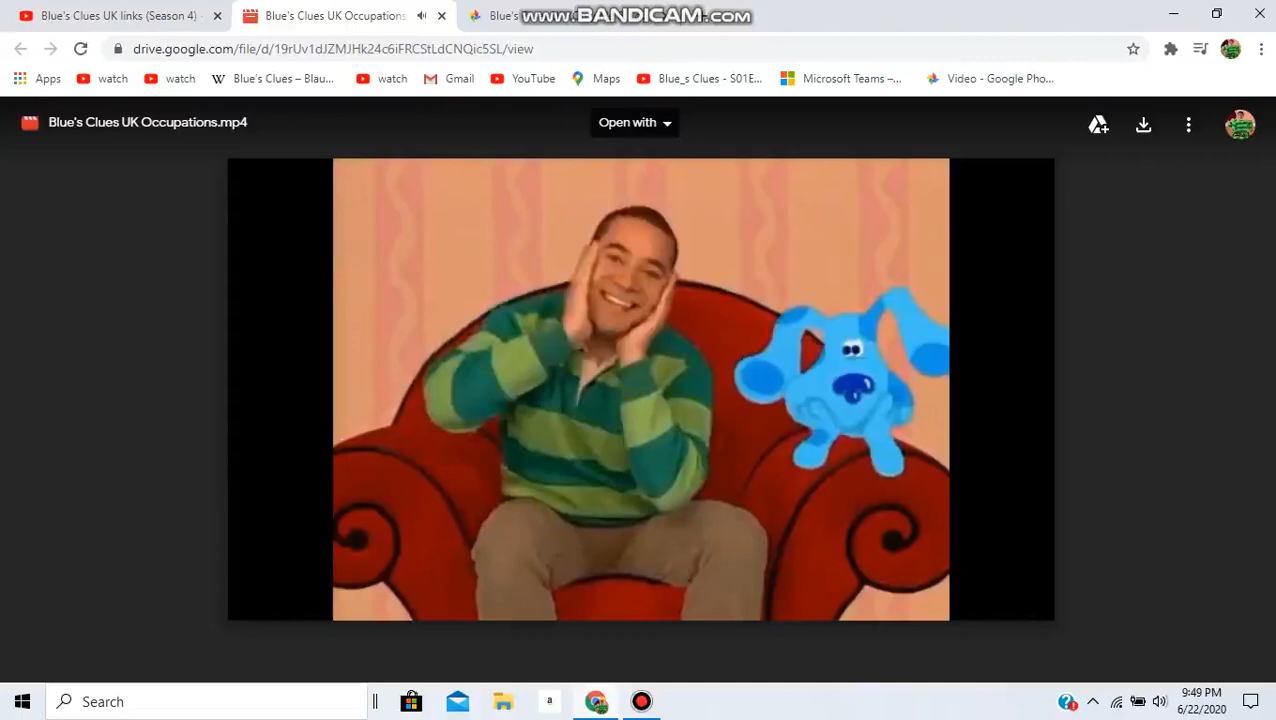 Blue's Clues UK links (Season 4)
Blue's Clues UK Occupations
www.BANDICAM.com
drive.google.com/file/d/19rUv1dJZMJHk24c6iFRCStLdCNQic5SL/view
Apps
watch
watch
Blue's Clues – Blau...
watch
Gmail
YouTube
Maps
Blue_s Clues - S01E...
Microsoft Teams –...
Video - Google Pho...
Blue's Clues UK Occupations.mp4
Open with
Search
a
9:49 PM
6/22/2020